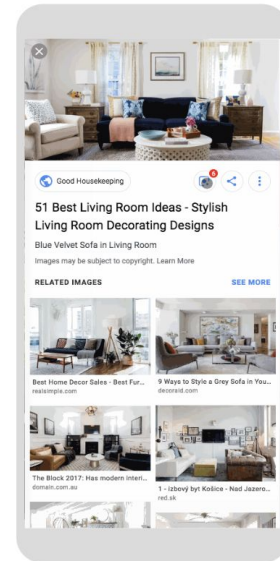 Good Housekeeping
6
51 Best Living Room Ideas - Stylish
Living Room Decorating Designs
Blue Velvet Sofa in Living Room
Images may be subject to copyright. Learn More
RELATED IMAGES
SEE MORE
Best Home Decor Sales - Best Fur...
realsimple.com
9 Ways to Style a Grey Sofa in You...
decoraid.com
The Block 2017: Has modern interi...
domain.com.au
1 - izbový byt Košice - Nad Jazero...
red.sk